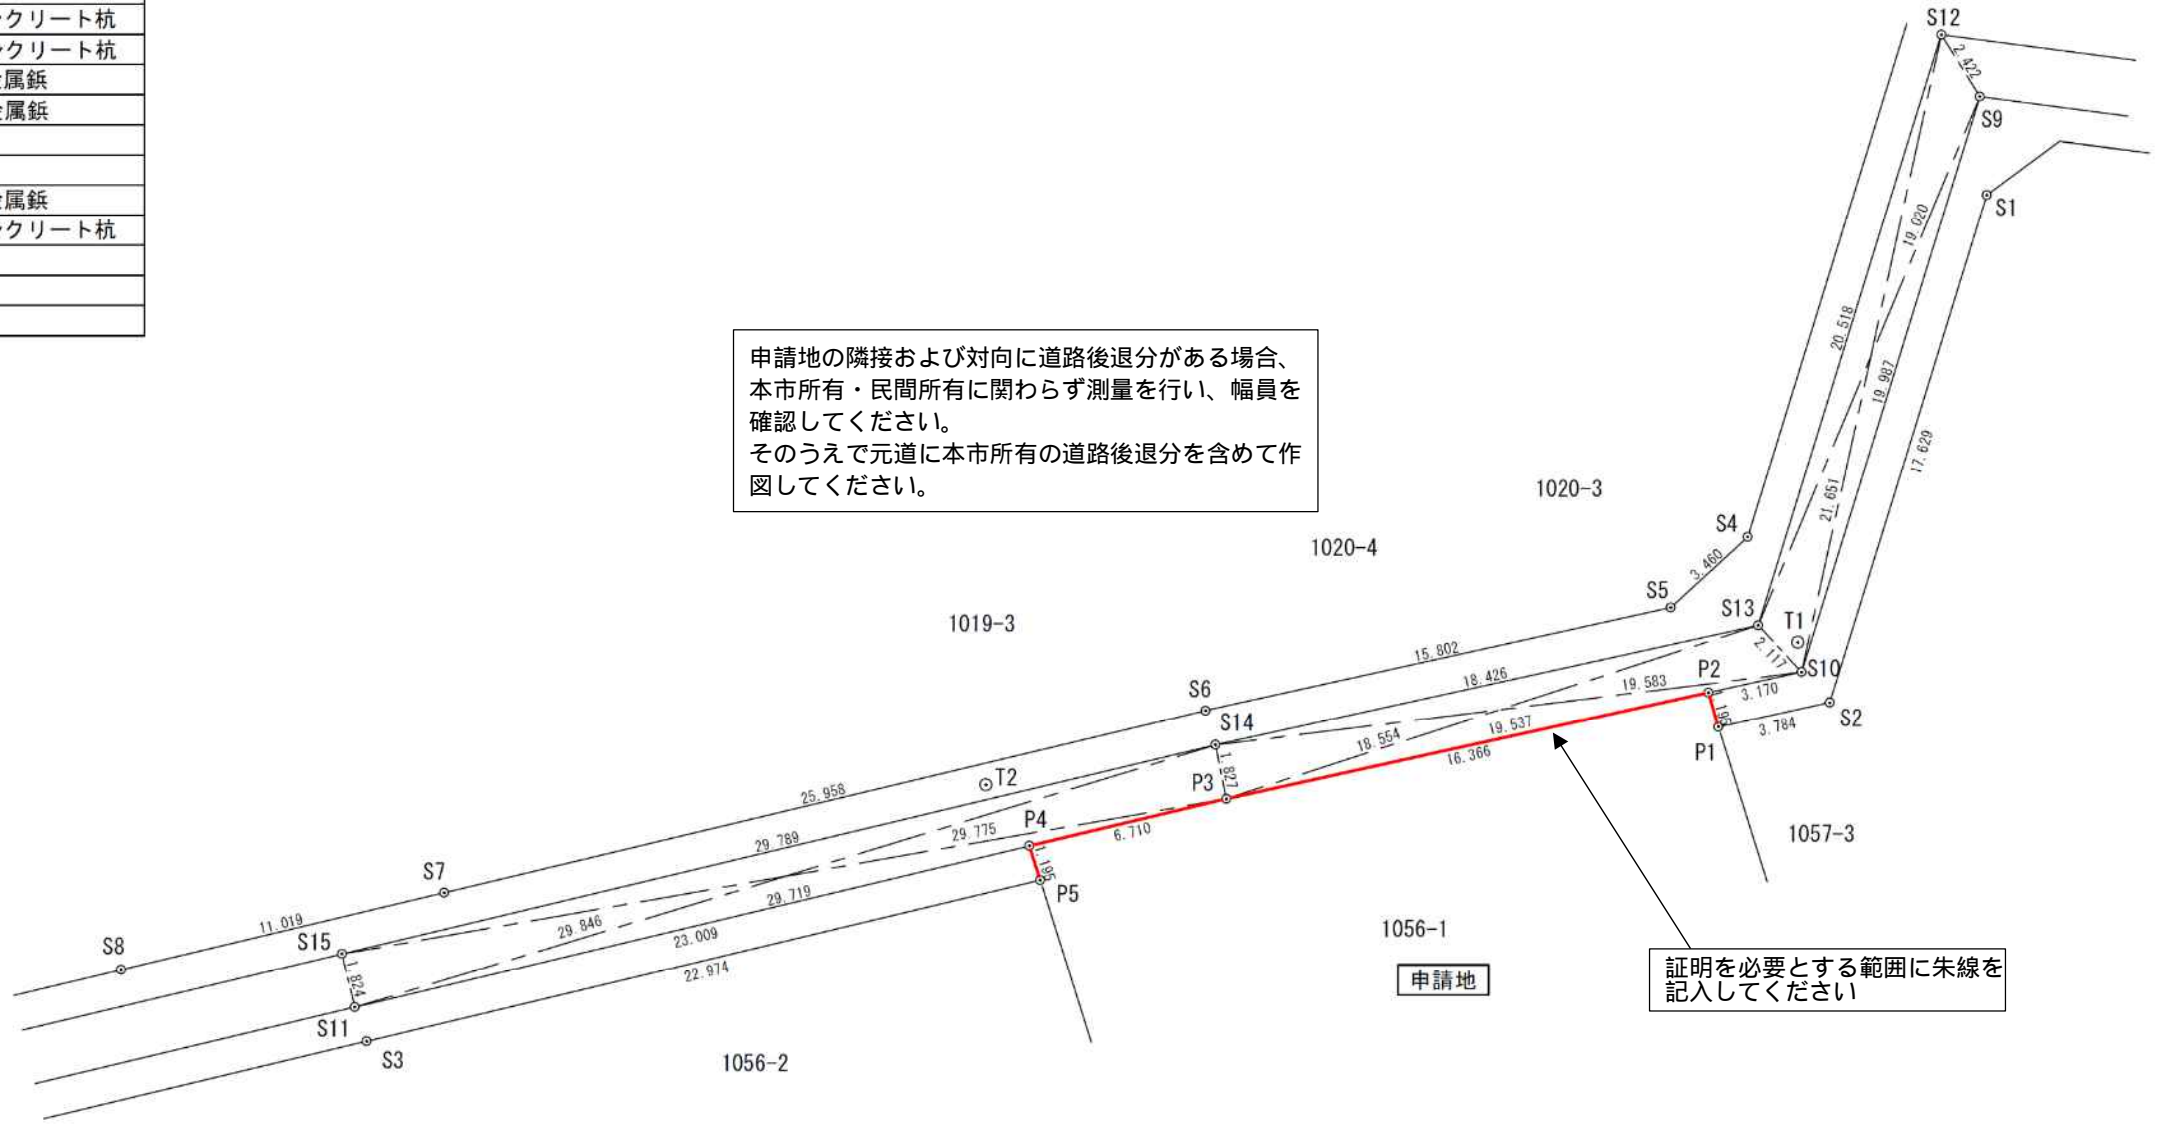 クリート杭
クリート杭
属鋲
属鋲
属鋲
クリート杭
S12
2.422
S9
S1
19.020
20.518
19.987
17.629
21.651
申請地の隣接および対向に道路後退分がある場合、
本市所有・民間所有に関わらず測量を行い、幅員を
確認してください。
そのうえで元道に本市所有の道路後退分を含めて作
図してください。
1020-3
1020-4
1019-3
S4
3.460
S5
S13
T1
2.117
S10
P2
3.170
S2
3.784
P1
15.802
18.426
19.583
19.537
18.554
16.366
S6
S14
1.827
P3
T2
25.958
P4
29.775
6.710
29.789
1.195
P5
S7
29.719
11.019
29.846
23.009
22.974
S8
S15
1.824
S11
S3
1057-3
1056-1
申請地
1056-2
証明を必要とする範囲に朱線を
記入してください